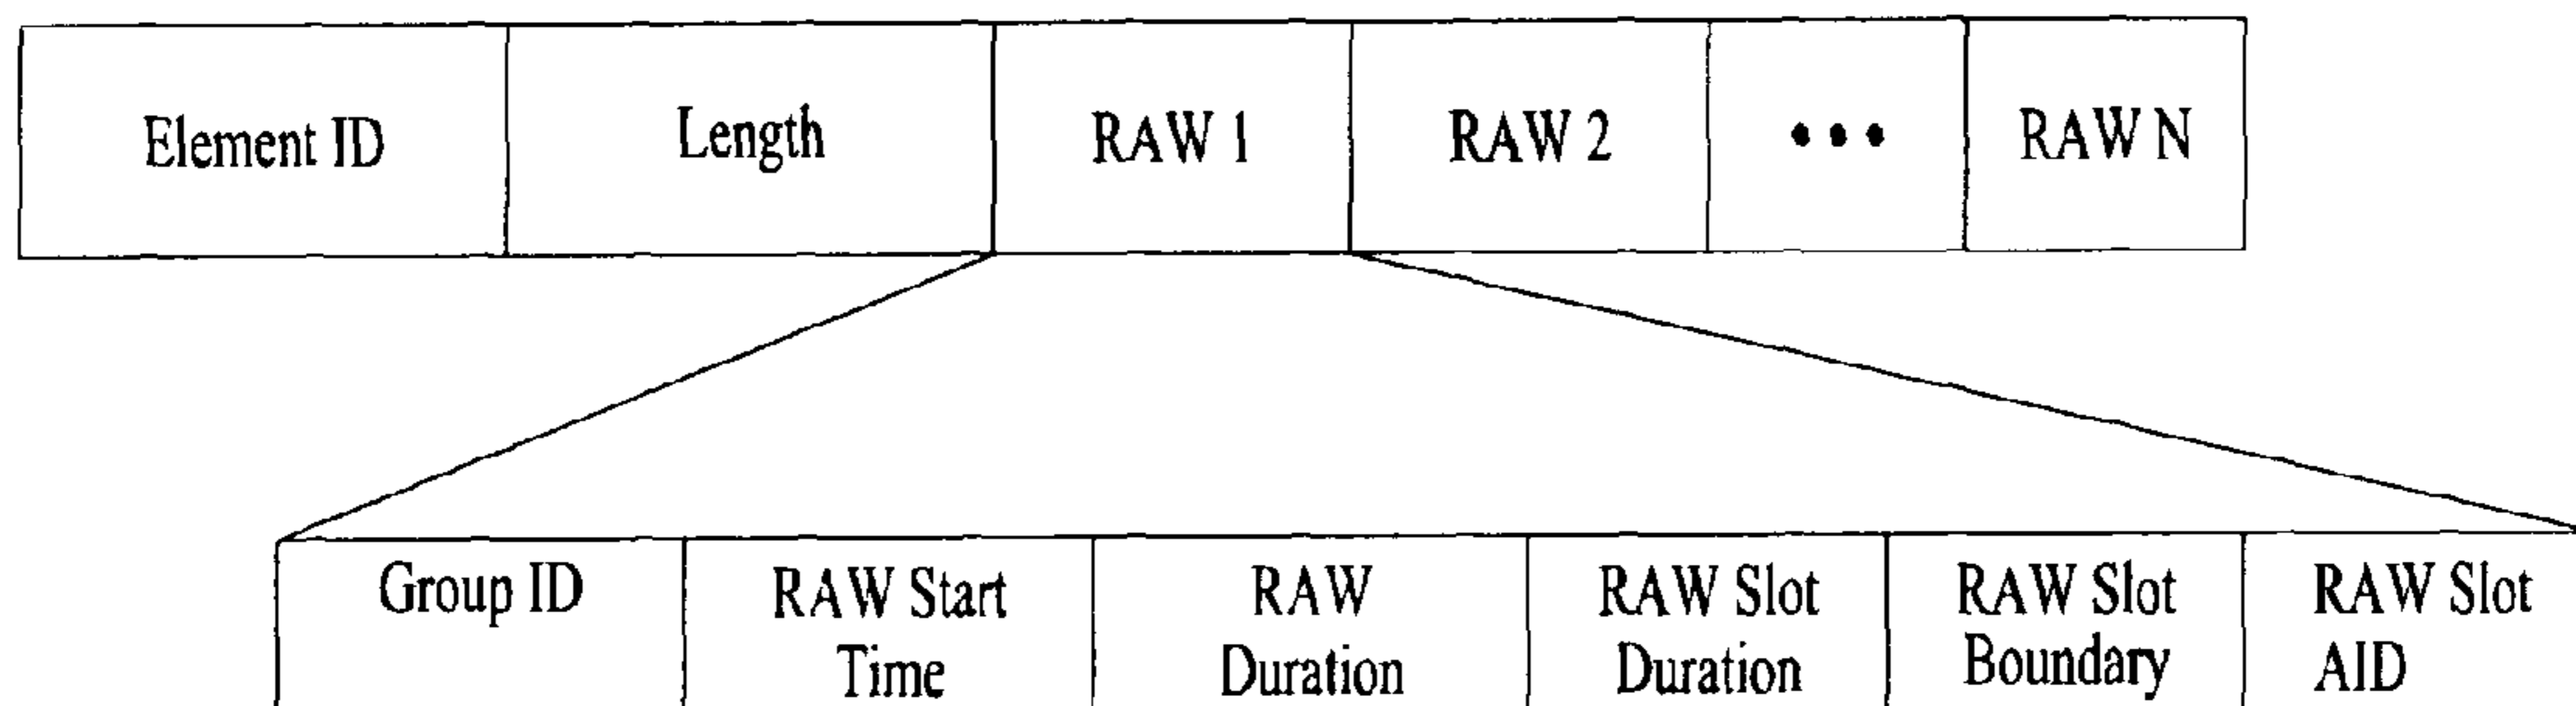 Element ID
Length
RAW 1
RAW 2
•••
RAW N
Group ID
RAW Start
Time
RAW
Duration
RAW Slot
Duration
RAW Slot
Boundary
RAW Slot
AID